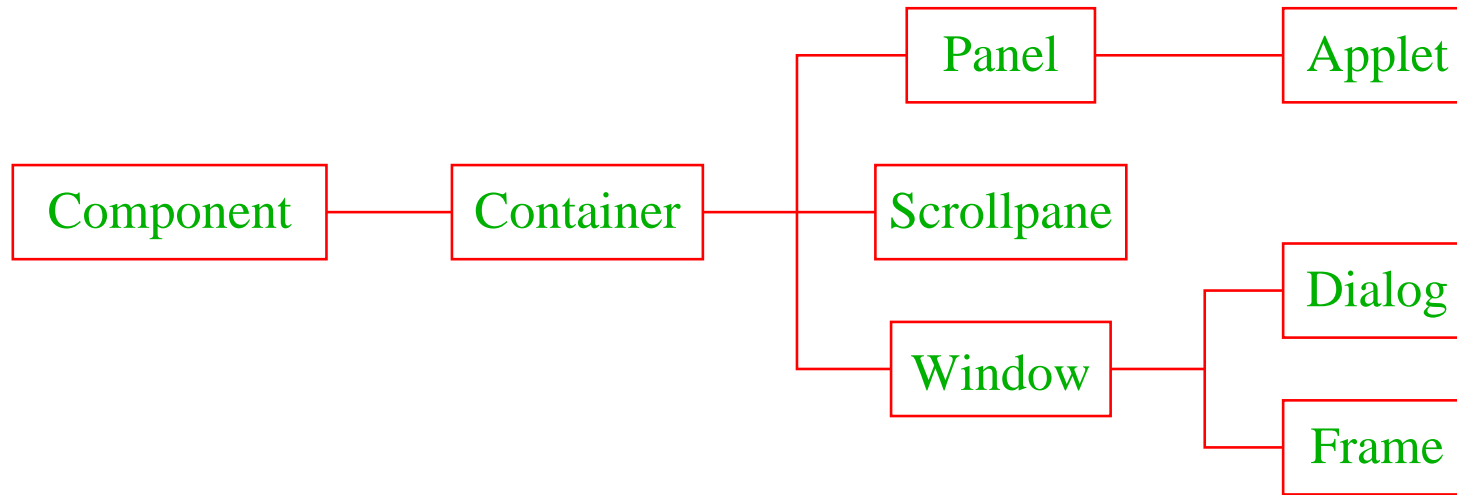 Panel
Applet
Component
Container
Scrollpane
Dialog
Window
Frame